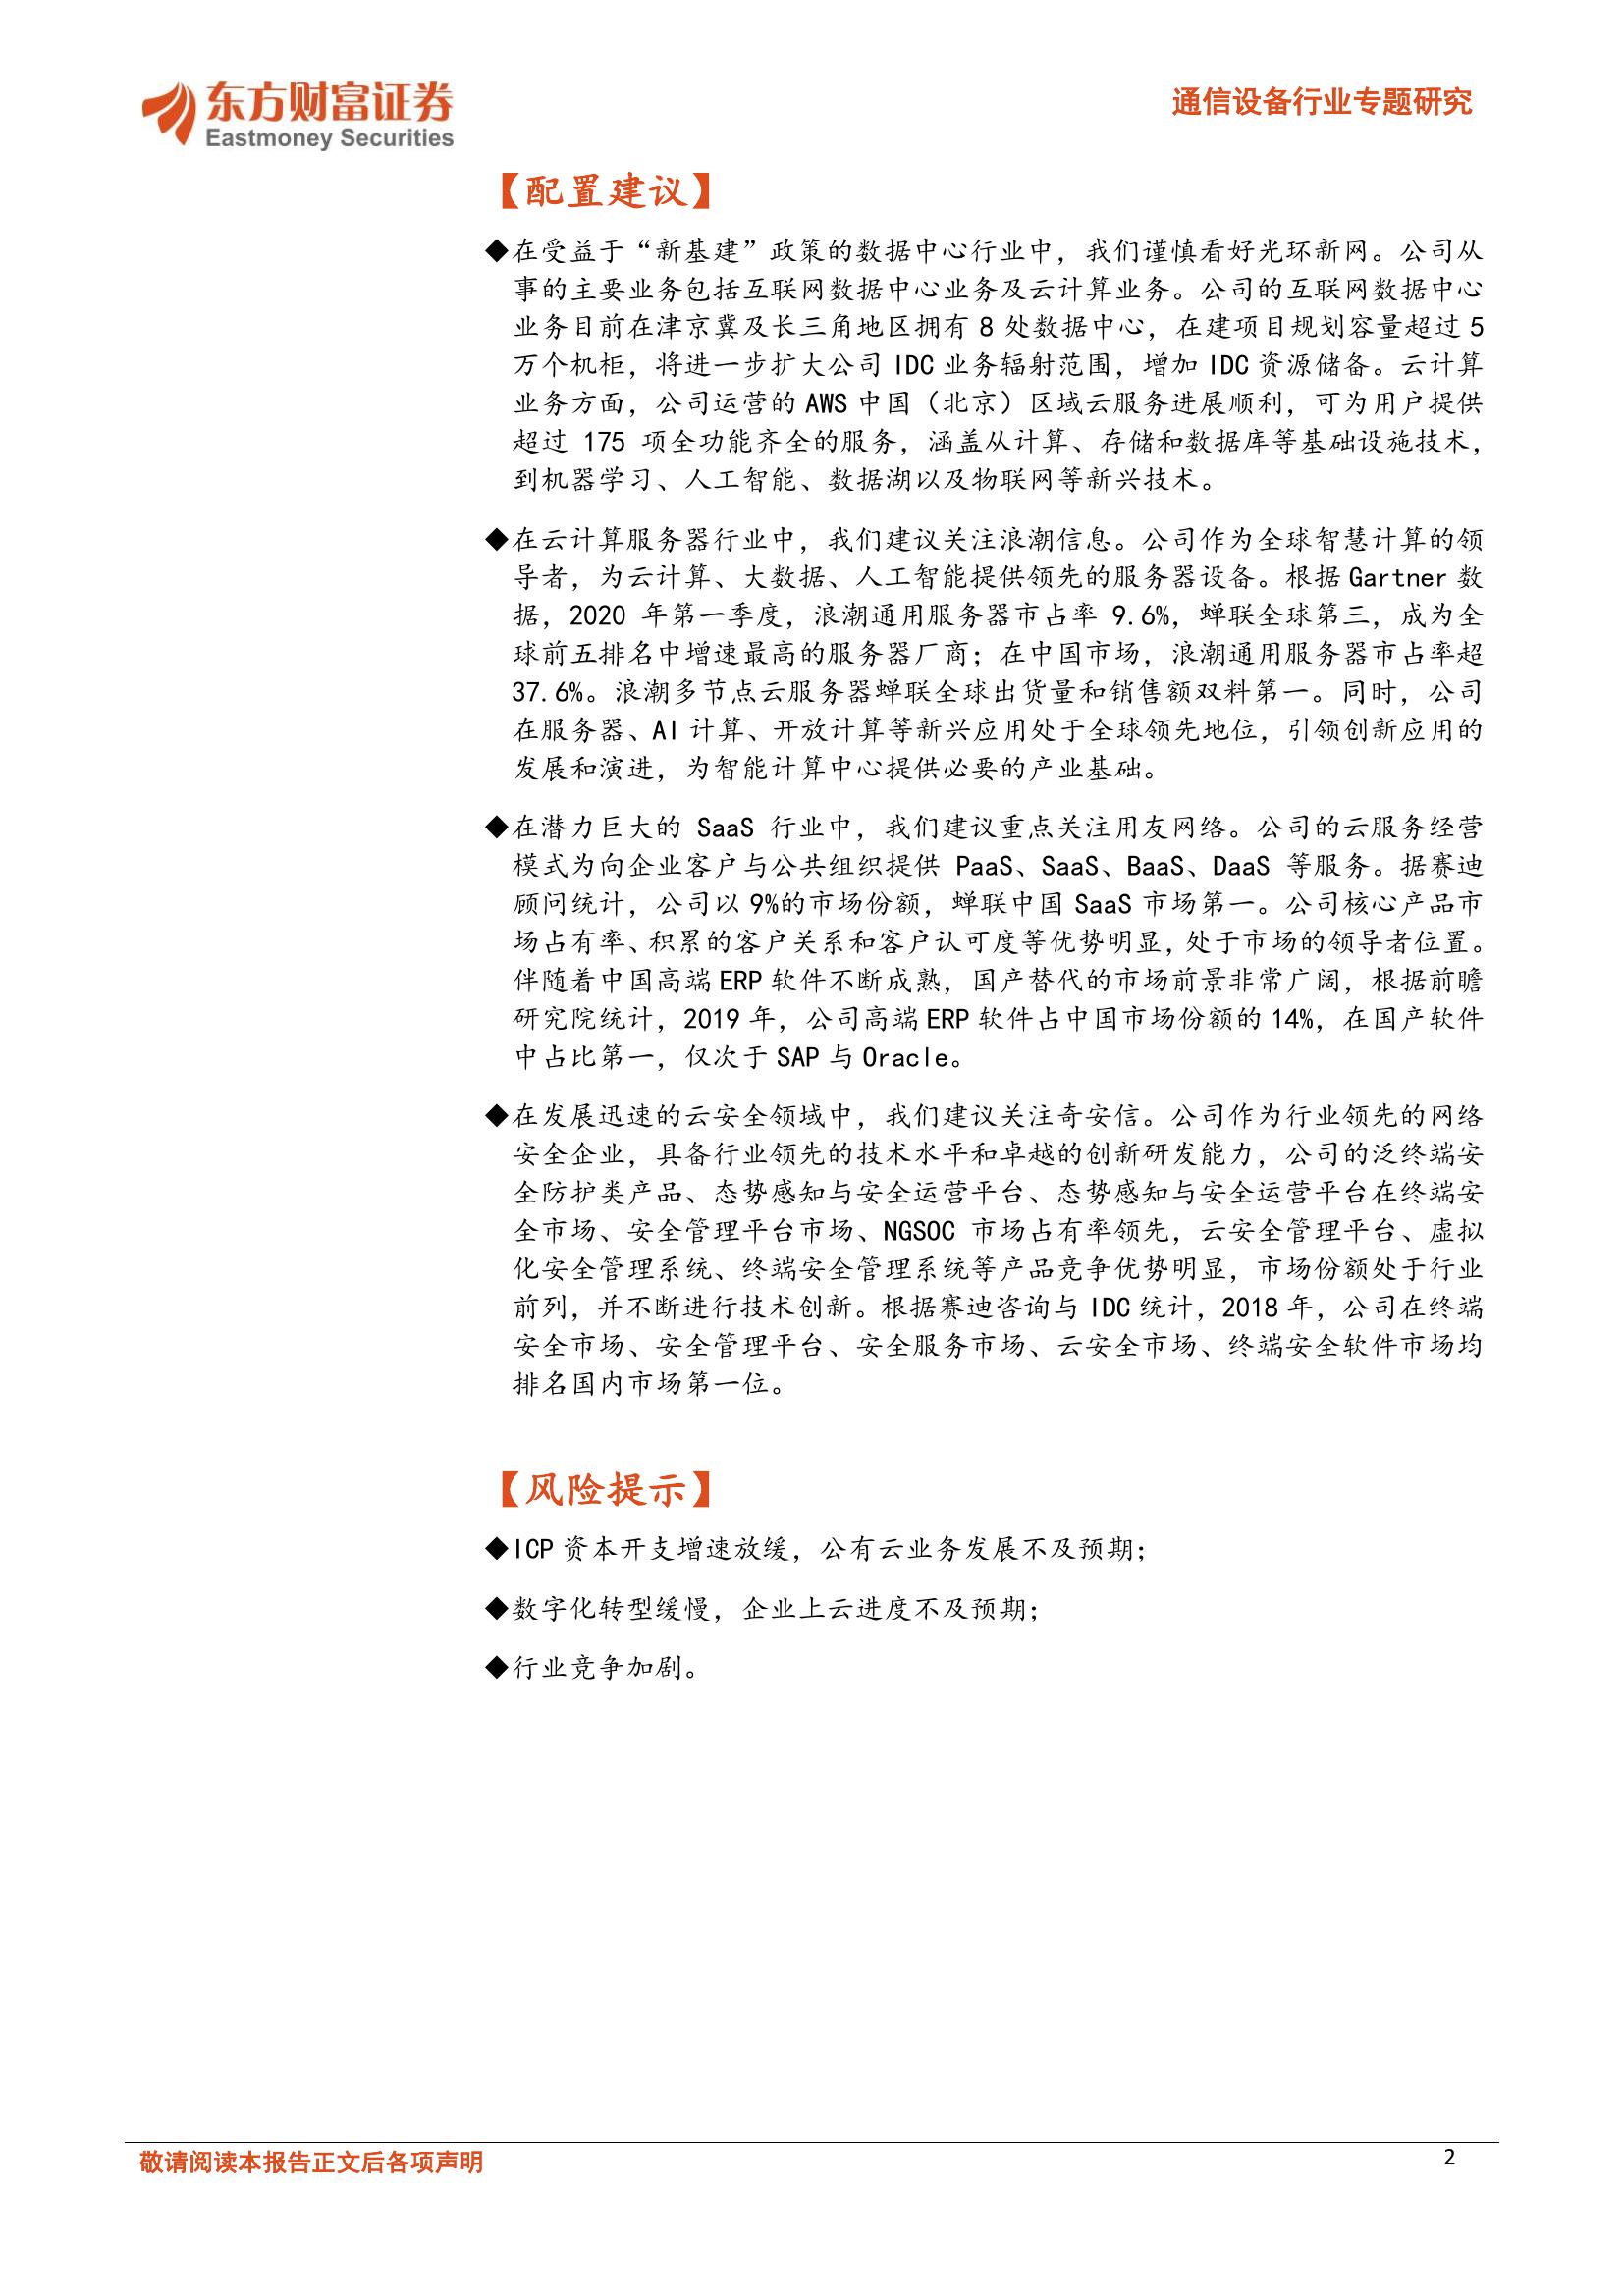 东方财富证券
Eastmoney Securities
通信设备行业专题研究
【配置建议】
◆在受益于“新基建”政策的数据中心行业中，我们谨慎看好光环新网。公司从
事的主要业务包括互联网数据中心业务及云计算业务。公司的互联网数据中心
业务目前在津京冀及长三角地区拥有 8 处数据中心，在建项目规划容量超过 5
万个机柜，将进一步扩大公司 IDC 业务辐射范围，增加 IDC 资源储备。云计算
业务方面，公司运营的 AWS 中国（北京）区域云服务进展顺利，可为用户提供
超过 175 项全功能齐全的服务，涵盖从计算、存储和数据库等基础设施技术，
到机器学习、人工智能、数据湖以及物联网等新兴技术。
◆在云计算服务器行业中，我们建议关注浪潮信息。公司作为全球智慧计算的领
导者，为云计算、大数据、人工智能提供领先的服务器设备。根据 Gartner 数
据，2020 年第一季度，浪潮通用服务器市占率 9.6%，蝉联全球第三，成为全
球前五排名中增速最高的服务器厂商；在中国市场，浪潮通用服务器市占率超
37.6%。浪潮多节点云服务器蝉联全球出货量和销售额双料第一。同时，公司
在服务器、AI 计算、开放计算等新兴应用处于全球领先地位，引领创新应用的
发展和演进，为智能计算中心提供必要的产业基础。
◆在潜力巨大的 SaaS 行业中，我们建议重点关注用友网络。公司的云服务经营
模式为向企业客户与公共组织提供 PaaS、SaaS、BaaS、DaaS 等服务。据赛迪
顾问统计，公司以 9%的市场份额，蝉联中国 SaaS 市场第一。公司核心产品市
场占有率、积累的客户关系和客户认可度等优势明显，处于市场的领导者位置。
伴随着中国高端 ERP 软件不断成熟，国产替代的市场前景非常广阔，根据前瞻
研究院统计，2019 年，公司高端 ERP 软件占中国市场份额的 14%，在国产软件
中占比第一，仅次于 SAP 与 Oracle。
◆在发展迅速的云安全领域中，我们建议关注奇安信。公司作为行业领先的网络
安全企业，具备行业领先的技术水平和卓越的创新研发能力，公司的泛终端安
全防护类产品、态势感知与安全运营平台、态势感知与安全运营平台在终端安
全市场、安全管理平台市场、NGSOC 市场占有率领先，云安全管理平台、虚拟
化安全管理系统、终端安全管理系统等产品竞争优势明显，市场份额处于行业
前列，并不断进行技术创新。根据赛迪咨询与 IDC 统计，2018 年，公司在终端
安全市场、安全管理平台、安全服务市场、云安全市场、终端安全软件市场均
排名国内市场第一位。
【风险提示】
◆ICP 资本开支增速放缓，公有云业务发展不及预期；
◆数字化转型缓慢，企业上云进度不及预期；
◆行业竞争加剧。
敬请阅读本报告正文后各项声明
2